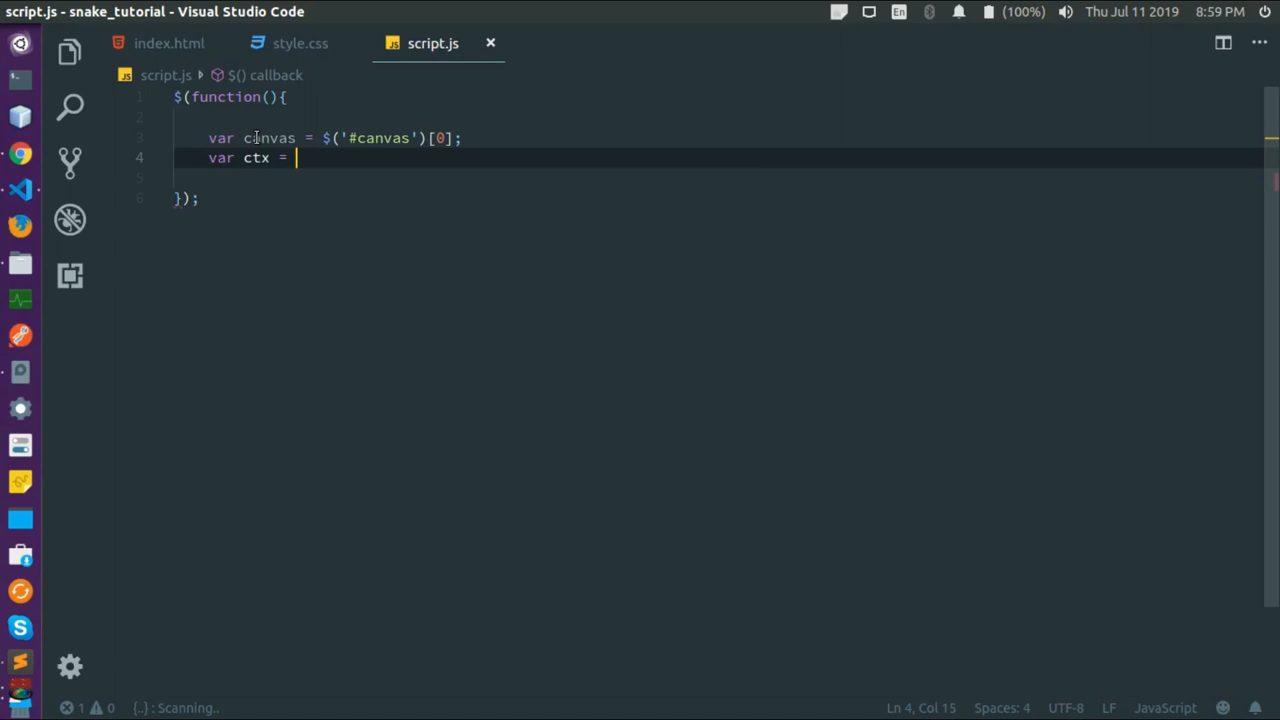 script.js - snake_tutorial - Visual Studio Code
En
(100%)
Thu Jul 11 2019
8:59 PM
index.html
style.css
JS script.js ×
JS script.js $() callback
1 $(function(){
2
3 var canvas = $('#canvas')[0];
4 var ctx =
5
6 });
1 0 {..} : Scanning..
Ln 4, Col 15 Spaces: 4 UTF-8 LF JavaScript